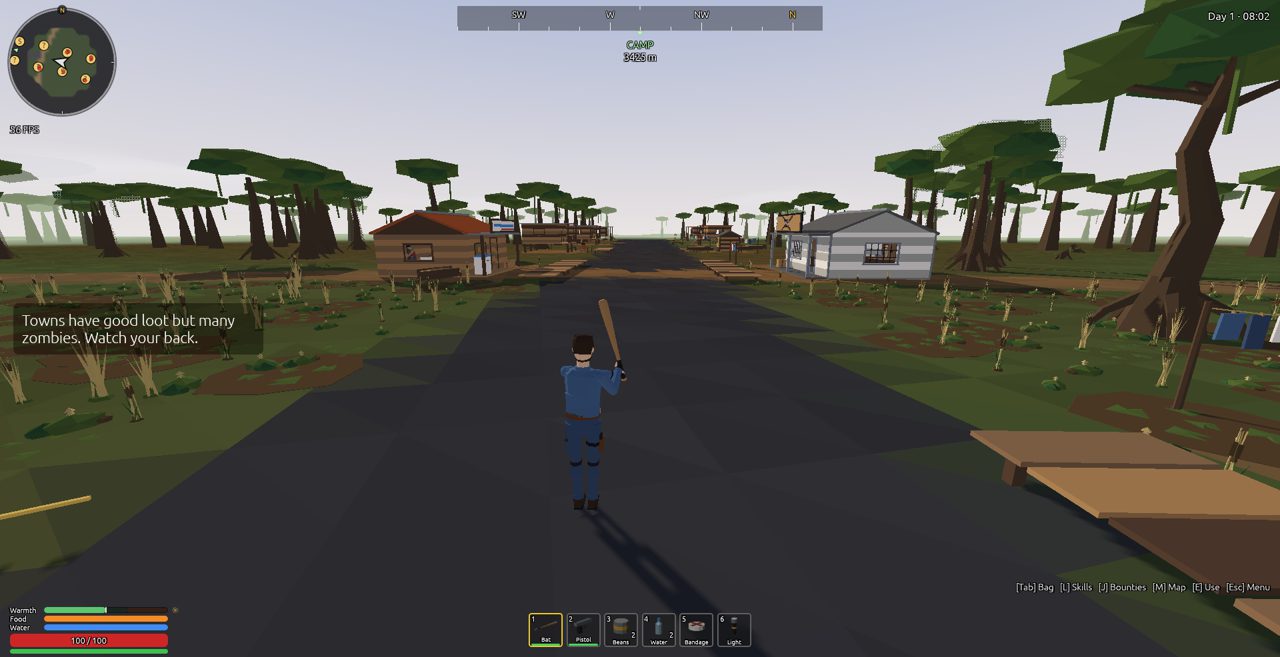 N
S
36 FPS
SW W NW N
CAMP
3425 m
Day 1 - 08:02
Towns have good loot but many
zombies. Watch your back.
[Tab] Bag [L] Skills [J] Bounties [M] Map [E] Use [Esc] Menu
Warmth
Food
Water
100 / 100
1 Bat
2 Pistol
3 Beans 2
4 Water 2
5 Bandage
6 Light